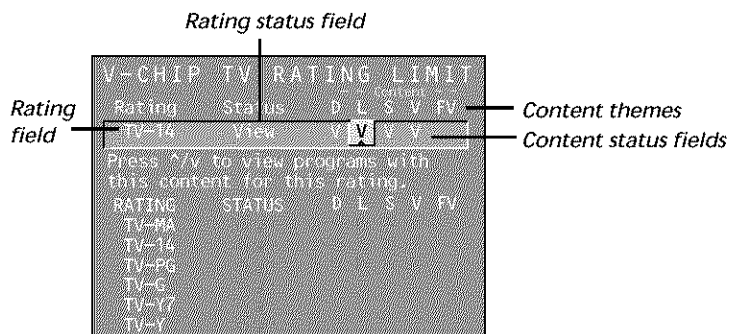 Rating status field
V-CHIP TV RATING LIMIT
Content
Rating Status D L S V FV
Rating field
Content themes
TV-14 View V V V V
Content status fields
Press ^/v to view programs with
this content for this rating.
RATING STATUS D L S V FV
TV-MA
TV-14
TV-PG
TV-G
TV-Y7
TV-Y